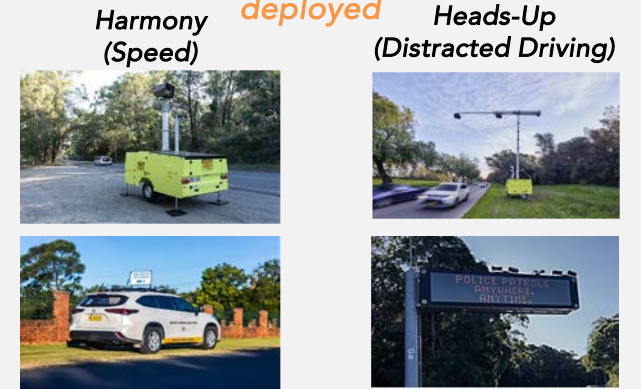 deployed
Harmony
(Speed)
Heads-Up
(Distracted Driving)
POLICE PATROLS
ANYWHERE,
ANYTIME.